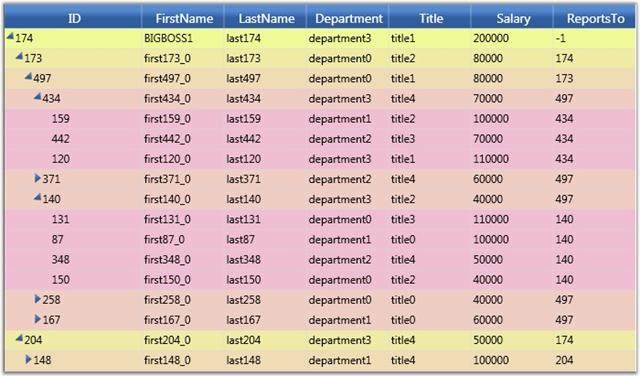 ID FirstName LastName Department Title Salary ReportsTo
174 BIGBOSS1 last174 department3 title1 200000 -1
173 first173_0 last173 department0 title2 80000 174
497 first497_0 last497 department0 title1 80000 173
434 first434_0 last434 department3 title4 70000 497
159 first159_0 last159 department1 title2 100000 434
442 first442_0 last442 department2 title3 70000 434
120 first120_0 last120 department3 title1 110000 434
371 first371_0 last371 department2 title4 60000 497
140 first140_0 last140 department3 title2 40000 497
131 first131_0 last131 department0 title3 110000 140
87 first87_0 last87 department1 title0 100000 140
348 first348_0 last348 department2 title4 50000 140
150 first150_0 last150 department0 title2 40000 140
258 first258_0 last258 department0 title0 40000 497
167 first167_0 last167 department1 title0 60000 497
204 first204_0 last204 department3 title4 50000 174
148 first148_0 last148 department1 title4 100000 204